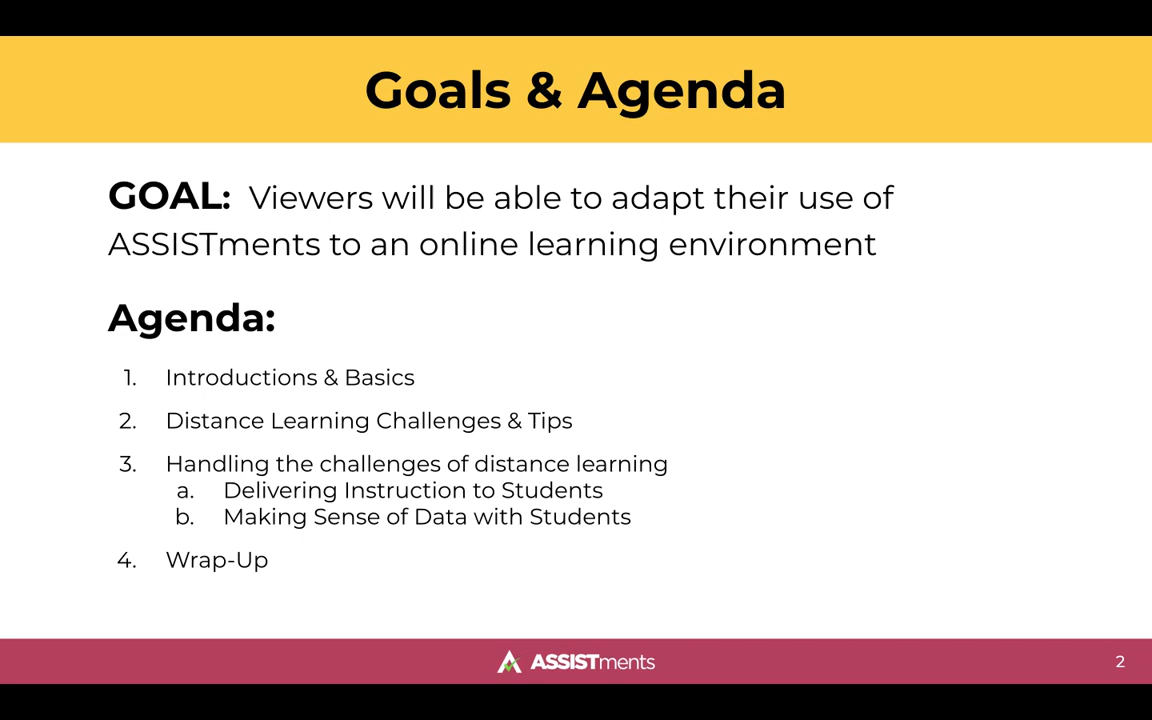 Goals & Agenda
GOAL: Viewers will be able to adapt their use of
ASSISTments to an online learning environment
Agenda:
1. Introductions & Basics
2. Distance Learning Challenges & Tips
3. Handling the challenges of distance learning
a. Delivering Instruction to Students
b. Making Sense of Data with Students
4. Wrap-Up
ASSISTments
2